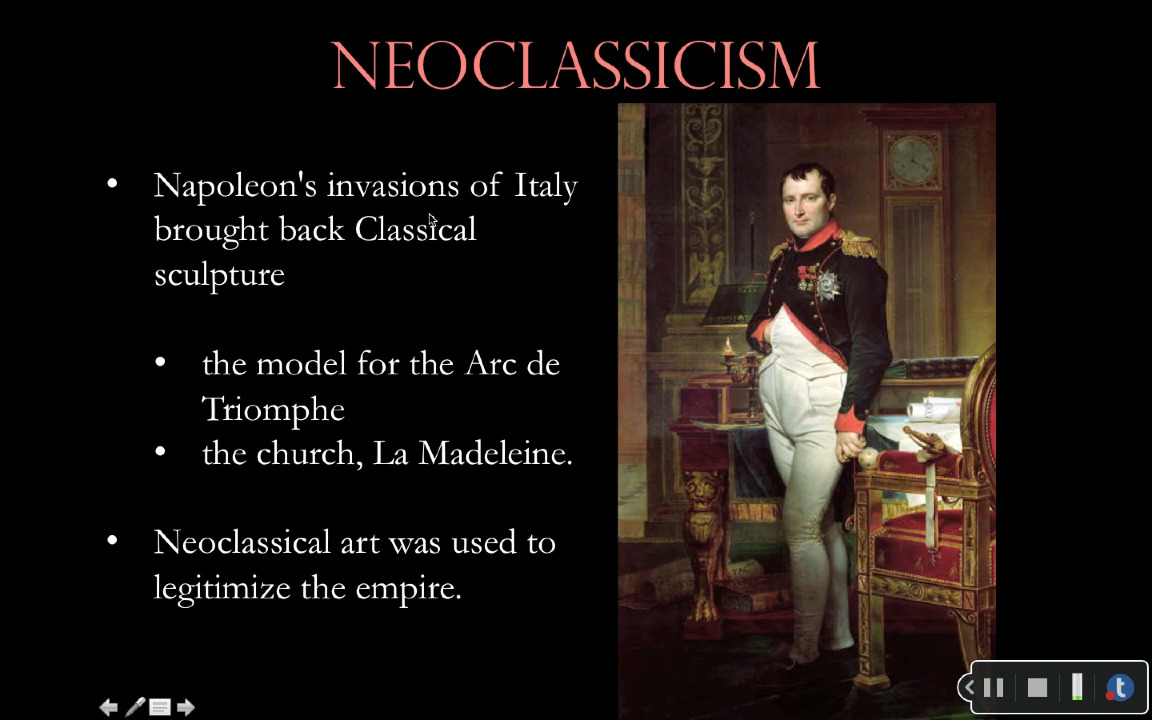 NEOCLASSICISM
• Napoleon's invasions of Italy
brought back Classical
sculpture
• the model for the Arc de
Triomphe
• the church, La Madeleine.
• Neoclassical art was used to
legitimize the empire.
t